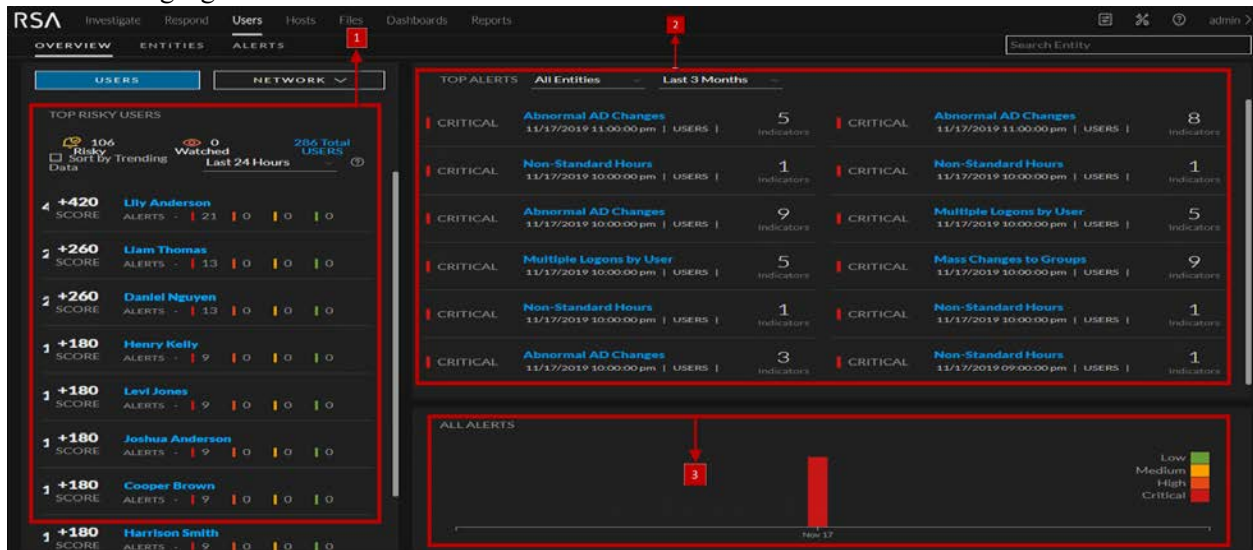 RSA Investigate Respond Users Hosts Files Dashboards Reports admin >
1
2
OVERVIEW ENTITIES ALERTS
Search Entity
USERS NETWORK
TOP RISKY USERS
106 Risky
0 Watched
286 Total USERS
Sort by Trending Data
Last 24 Hours
+420 SCORE
Lily Anderson
ALERTS - 21 0 0 0
+260 SCORE
Liam Thomas
ALERTS - 13 0 0 0
+260 SCORE
Daniel Nguyen
ALERTS - 13 0 0 0
+180 SCORE
Henry Kelly
ALERTS - 9 0 0 0
+180 SCORE
Levi Jones
ALERTS - 9 0 0 0
+180 SCORE
Joshua Anderson
ALERTS - 9 0 0 0
+180 SCORE
Cooper Brown
ALERTS - 9 0 0 0
+180 SCORE
Harrison Smith
ALERTS - 9 0 0 0
TOP ALERTS All Entities Last 3 Months
CRITICAL
Abnormal AD Changes
11/17/2019 11:00:00 pm | USERS |
5 Indicators
CRITICAL
Abnormal AD Changes
11/17/2019 11:00:00 pm | USERS |
8 Indicators
CRITICAL
Non-Standard Hours
11/17/2019 10:00:00 pm | USERS |
1 Indicators
CRITICAL
Non-Standard Hours
11/17/2019 10:00:00 pm | USERS |
1 Indicators
CRITICAL
Abnormal AD Changes
11/17/2019 10:00:00 pm | USERS |
9 Indicators
CRITICAL
Multiple Logons by User
11/17/2019 10:00:00 pm | USERS |
5 Indicators
CRITICAL
Multiple Logons by User
11/17/2019 10:00:00 pm | USERS |
5 Indicators
CRITICAL
Mass Changes to Groups
11/17/2019 10:00:00 pm | USERS |
9 Indicators
CRITICAL
Non-Standard Hours
11/17/2019 10:00:00 pm | USERS |
1 Indicators
CRITICAL
Non-Standard Hours
11/17/2019 10:00:00 pm | USERS |
1 Indicators
CRITICAL
Abnormal AD Changes
11/17/2019 10:00:00 pm | USERS |
3 Indicators
CRITICAL
Non-Standard Hours
11/17/2019 09:00:00 pm | USERS |
1 Indicators
ALL ALERTS
3
Low
Medium
High
Critical
Nov 17